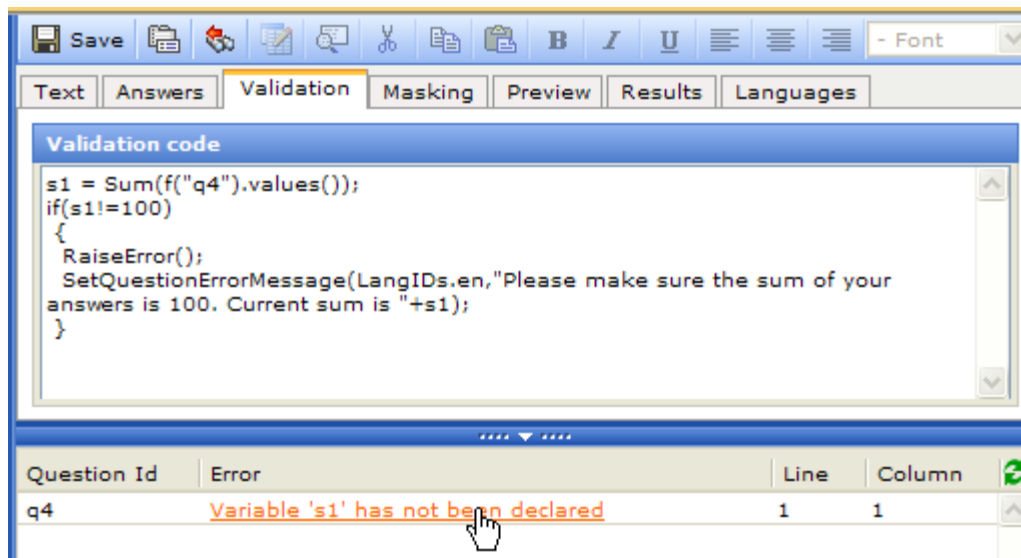 Save B I U - Font
Text Answers Validation Masking Preview Results Languages
Validation code
s1 = Sum(f("q4").values());
if(s1!=100)
{
RaiseError();
SetQuestionErrorMessage(LangIDs.en,"Please make sure the sum of your
answers is 100. Current sum is "+s1);
}
Question Id Error Line Column
q4 Variable 's1' has not been declared 1 1